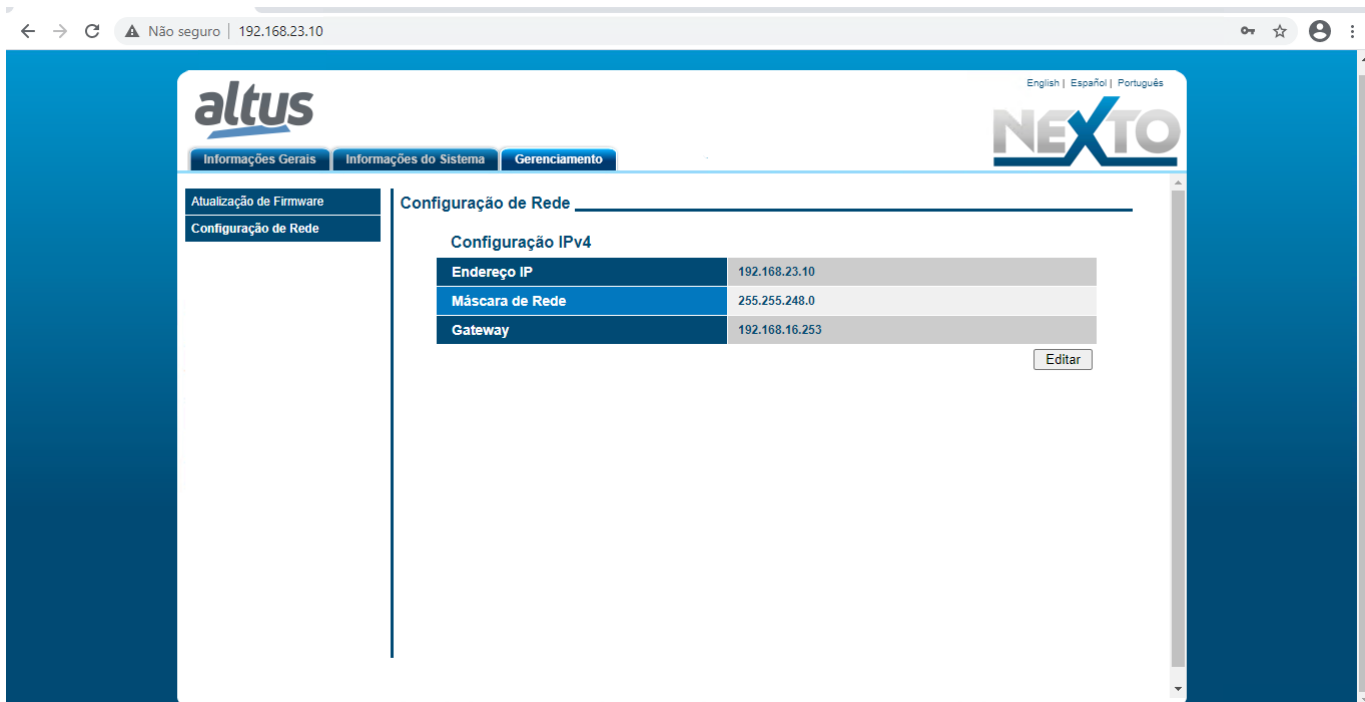 Não seguro | 192.168.23.10
English | Español | Português
altus
NEXTO
Informações Gerais Informações do Sistema Gerenciamento
Atualização de Firmware
Configuração de Rede
Configuração de Rede
Configuração IPv4
Endereço IP 192.168.23.10
Máscara de Rede 255.255.248.0
Gateway 192.168.16.253
Editar